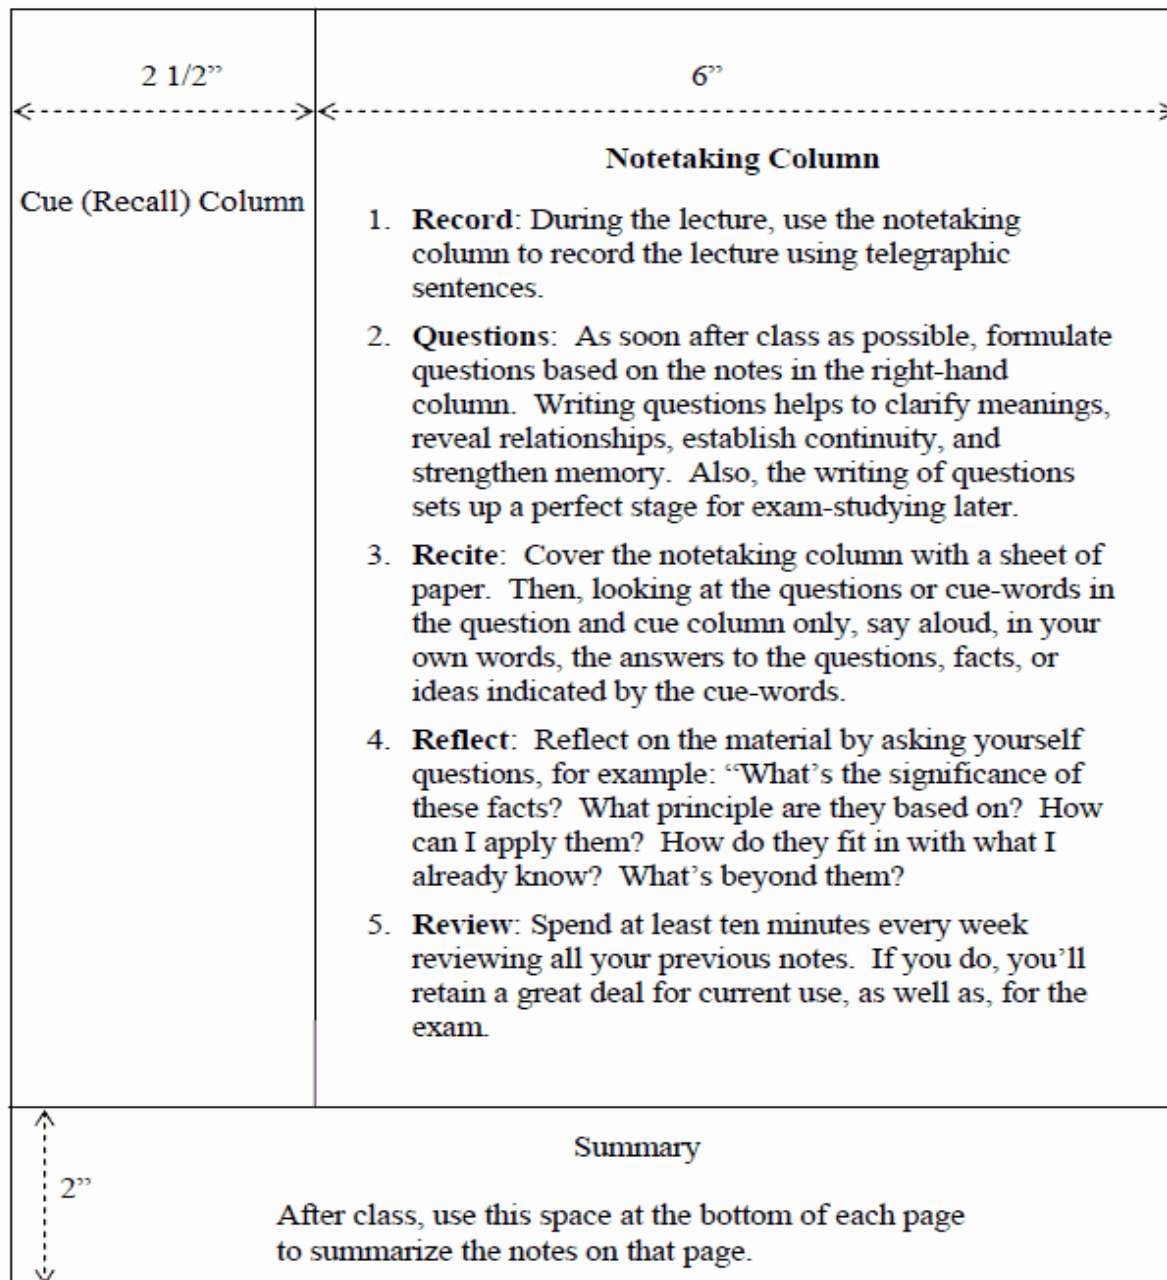 2 1/2”
6”
Notetaking Column
Cue (Recall) Column
1. Record: During the lecture, use the notetaking
column to record the lecture using telegraphic
sentences.
2. Questions:  As soon after class as possible, formulate
questions based on the notes in the right-hand
column.  Writing questions helps to clarify meanings,
reveal relationships, establish continuity, and
strengthen memory.  Also, the writing of questions
sets up a perfect stage for exam-studying later.
3. Recite:  Cover the notetaking column with a sheet of
paper.  Then, looking at the questions or cue-words in
the question and cue column only, say aloud, in your
own words, the answers to the questions, facts, or
ideas indicated by the cue-words.
4. Reflect:  Reflect on the material by asking yourself
questions, for example: “What’s the significance of
these facts?  What principle are they based on?  How
can I apply them?  How do they fit in with what I
already know?  What’s beyond them?
5. Review: Spend at least ten minutes every week
reviewing all your previous notes.  If you do, you’ll
retain a great deal for current use, as well as, for the
exam.
Summary
2”
After class, use this space at the bottom of each page
to summarize the notes on that page.